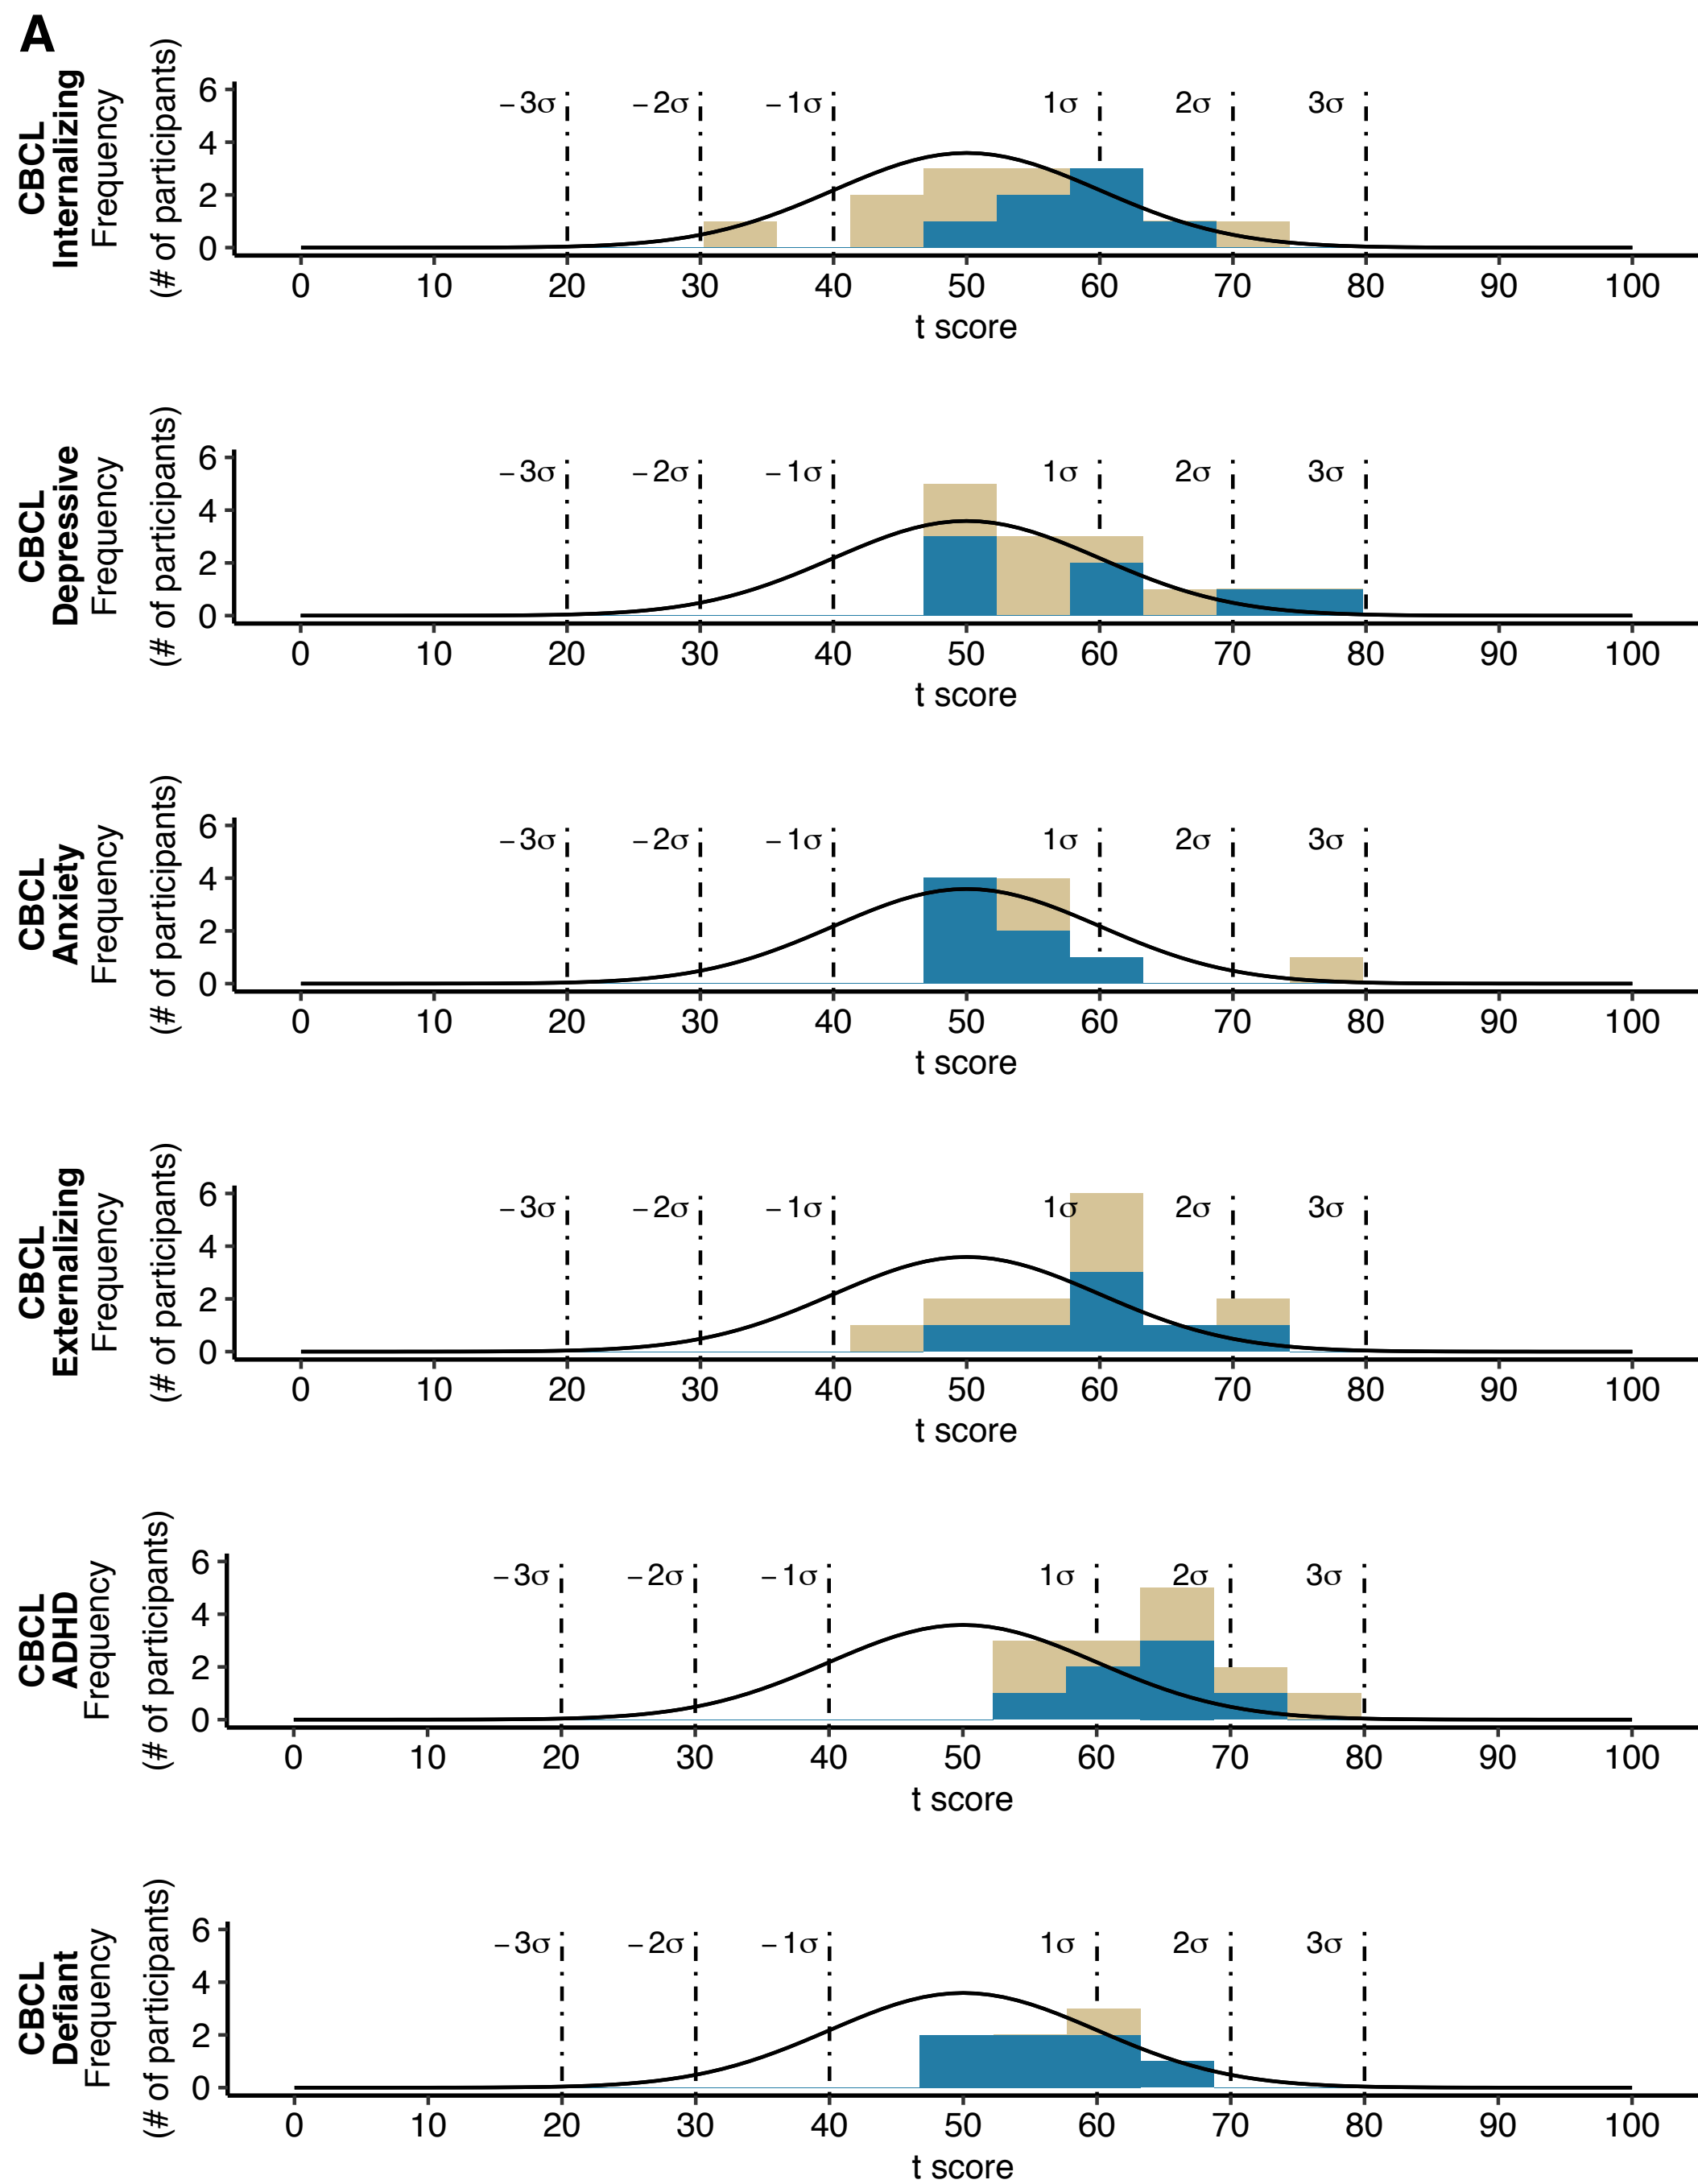 A
CBCL
Internalizing
Frequency
(# of participants)
6
4
2
0
−3σ −2σ −1σ 1σ 2σ 3σ
0 10 20 30 40 50 60 70 80 90 100
t score
CBCL
Depressive
Frequency
(# of participants)
6
4
2
0
−3σ −2σ −1σ 1σ 2σ 3σ
0 10 20 30 40 50 60 70 80 90 100
t score
CBCL
Anxiety
Frequency
(# of participants)
6
4
2
0
−3σ −2σ −1σ 1σ 2σ 3σ
0 10 20 30 40 50 60 70 80 90 100
t score
CBCL
Externalizing
Frequency
(# of participants)
6
4
2
0
−3σ −2σ −1σ 1σ 2σ 3σ
0 10 20 30 40 50 60 70 80 90 100
t score
CBCL
ADHD
Frequency
(# of participants)
6
4
2
0
−3σ −2σ −1σ 1σ 2σ 3σ
0 10 20 30 40 50 60 70 80 90 100
t score
CBCL
Defiant
Frequency
(# of participants)
6
4
2
0
−3σ −2σ −1σ 1σ 2σ 3σ
0 10 20 30 40 50 60 70 80 90 100
t score